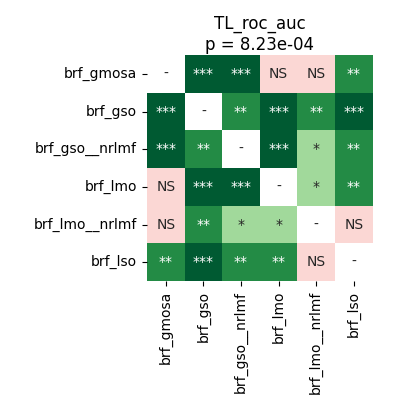 TL_roc_auc
p = 8.23e-04
brf_gmosa - *** *** NS NS **
brf_gso *** - ** *** ** ***
brf_gso__nrlmf *** ** - *** * **
brf_lmo NS *** *** - * **
brf_lmo__nrlmf NS ** * * - NS
brf_lso ** *** ** ** NS -
brf_gmosa
brf_gso
brf_gso__nrlmf
brf_lmo
brf_lmo__nrlmf
brf_lso